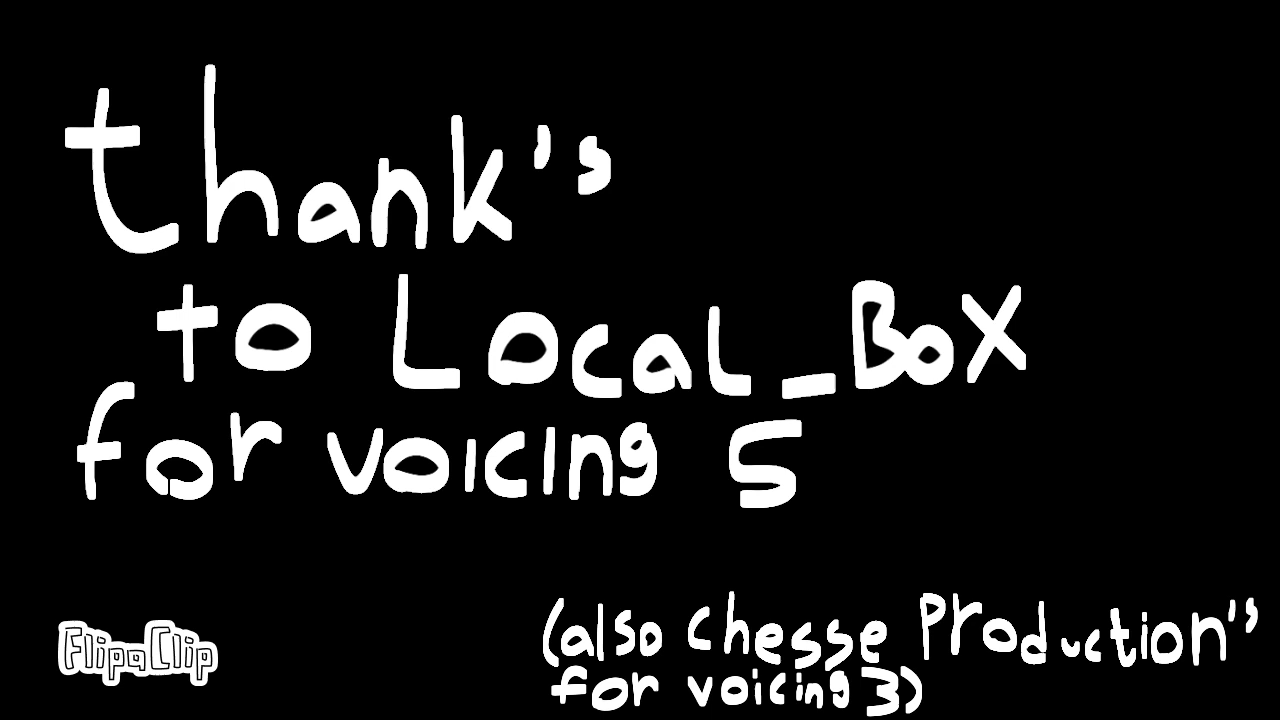 thank's
to Local_Box
for voicing 5
(also chesse Production's
for voicing 3)
FlipaClip